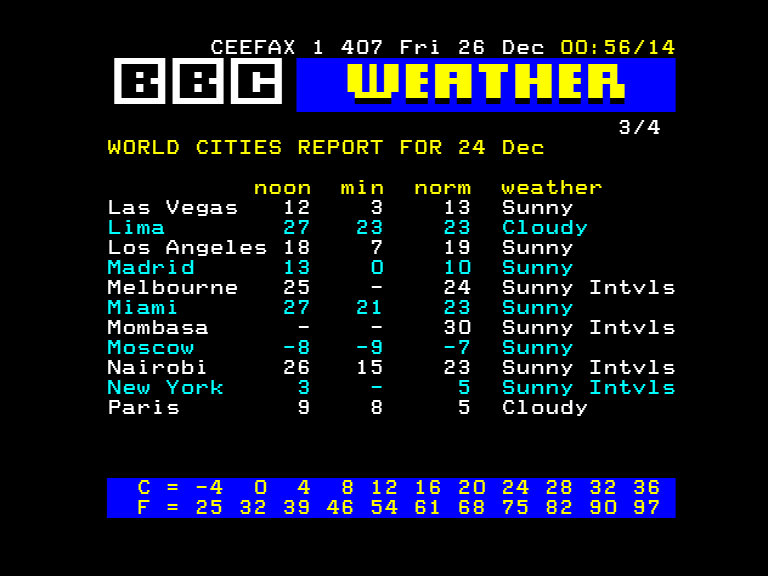 CEEFAX 1 407 Fri 26 Dec 00:56/14
BBC WEATHER
3/4
WORLD CITIES REPORT FOR 24 Dec
noon min norm weather
Las Vegas 12 3 13 Sunny
Lima 27 23 23 Cloudy
Los Angeles 18 7 19 Sunny
Madrid 13 0 10 Sunny
Melbourne 25 - 24 Sunny Intvls
Miami 27 21 23 Sunny
Mombasa - - 30 Sunny Intvls
Moscow -8 -9 -7 Sunny
Nairobi 26 15 23 Sunny Intvls
New York 3 - 5 Sunny Intvls
Paris 9 8 5 Cloudy
C = -4 0 4 8 12 16 20 24 28 32 36
F = 25 32 39 46 54 61 68 75 82 90 97